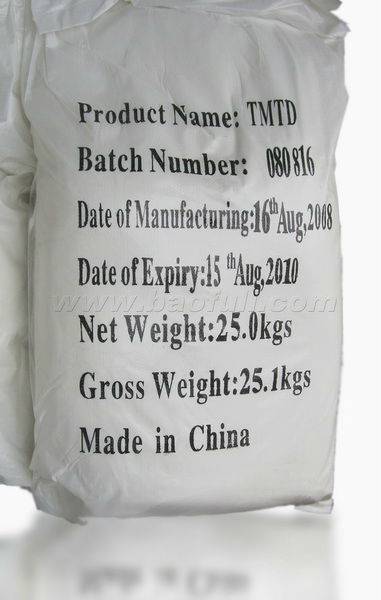 Product Name: TMTD
Batch Number: 080816
Date of Manufacturing:16th Aug,2008
Date of Expiry:15 th Aug,2010
www.baofuli.com
Net Weight:25.0kgs
Gross Weight:25.1kgs
Made in China